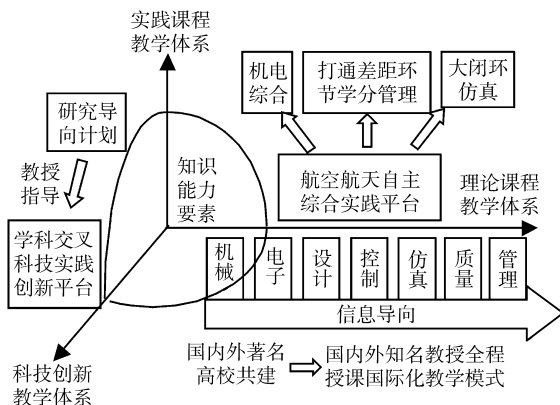 实践课程
教学体系
机电
综合
打通差距环
节学分管理
大闭环
仿真
研究导
向计划
教授
指导
知识
能力
要素
航空航天自主
综合实践平台
理论课程
教学体系
学科交叉
科技实践
创新平台
机械
电子
设计
控制
仿真
质量
管理
信息导向
科技创新
教学体系
国内外著名
高校共建
国内外知名教授全程
授课国际化教学模式